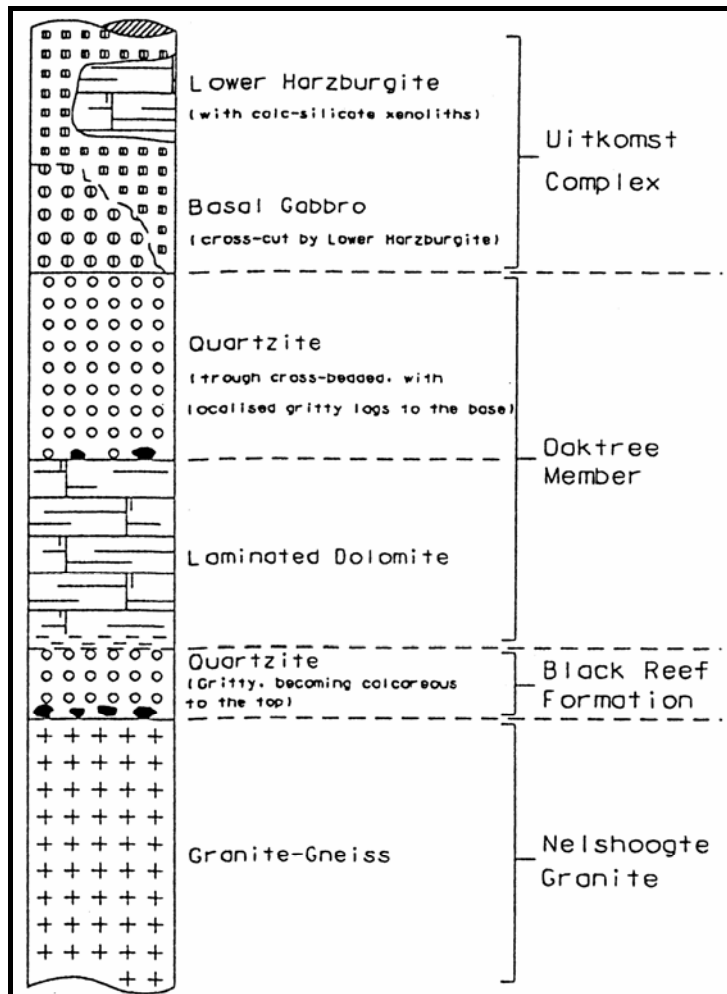 Lower Harzburgite
(with calc-silicate xenoliths)
Uitkomst
Complex
Basal Gabbro
(cross-cut by Lower Harzburgite)
Quartzite
(trough cross-bedded, with
localised gritty lags to the base)
Oaktree
Member
Laminated Dolomite
Quartzite
(Gritty, becoming calcareous
to the top)
Black Reef
Formation
Granite-Gneiss
Nelshoogte
Granite